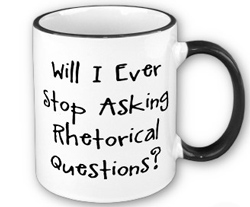 Will I Ever
Stop Asking
Rhetorical
Questions?